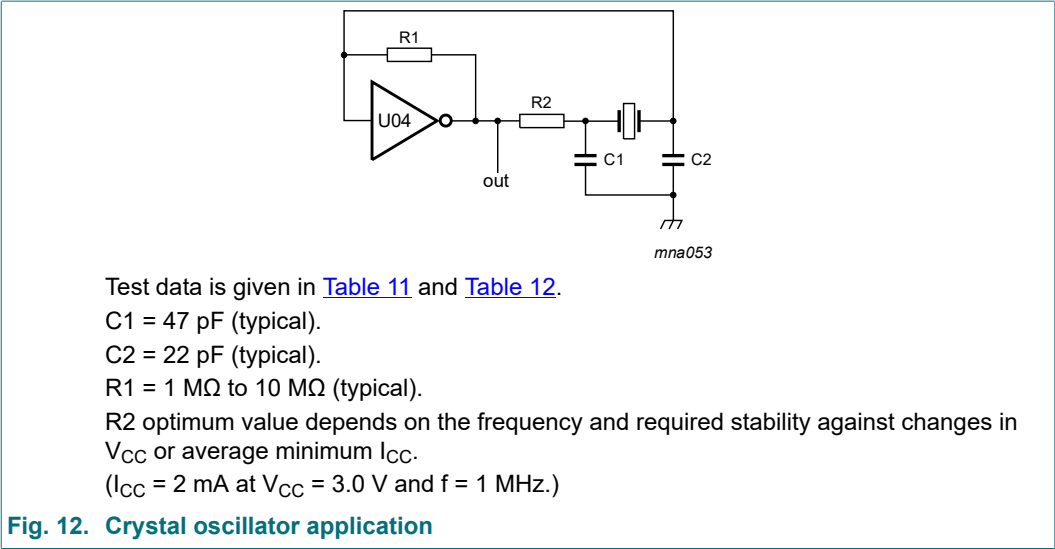 R1
U04
R2
C1
C2
out
mna053
Test data is given in Table 11 and Table 12.
C1 = 47 pF (typical).
C2 = 22 pF (typical).
R1 = 1 MΩ to 10 MΩ (typical).
R2 optimum value depends on the frequency and required stability against changes in
VCC or average minimum ICC.
(ICC = 2 mA at VCC = 3.0 V and f = 1 MHz.)
Fig. 12. Crystal oscillator application